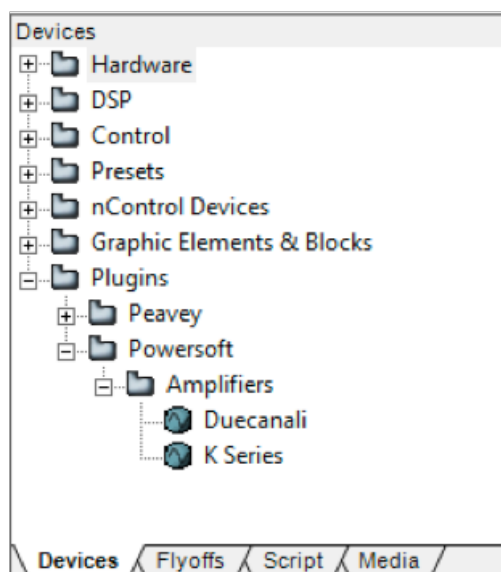 Devices
Hardware
DSP
Control
Presets
nControl Devices
Graphic Elements & Blocks
Plugins
Peavey
Powersoft
Amplifiers
Duecanali
K Series
Devices Flyoffs Script Media